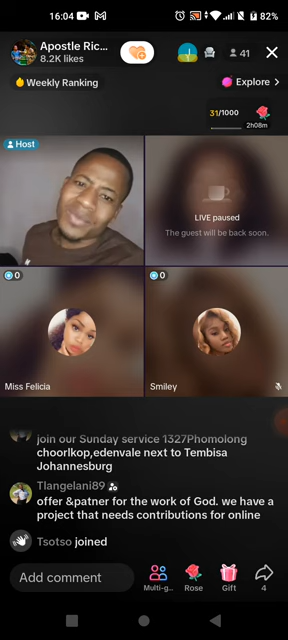 16:04
82%
Apostle Ric...
8.2K likes
41
Weekly Ranking
Explore >
31/1000
2h08m
Host
LIVE paused
The guest will be back soon.
0
0
Miss Felicia
Smiley
join our Sunday service 1327Phomolong
choorlkop,edenvale next to Tembisa
Johannesburg
Tlangelani89
offer &patner for the work of God. we have a
project that needs contributions for online
Tsotso joined
Add comment
Multi-g...
Rose
Gift
4